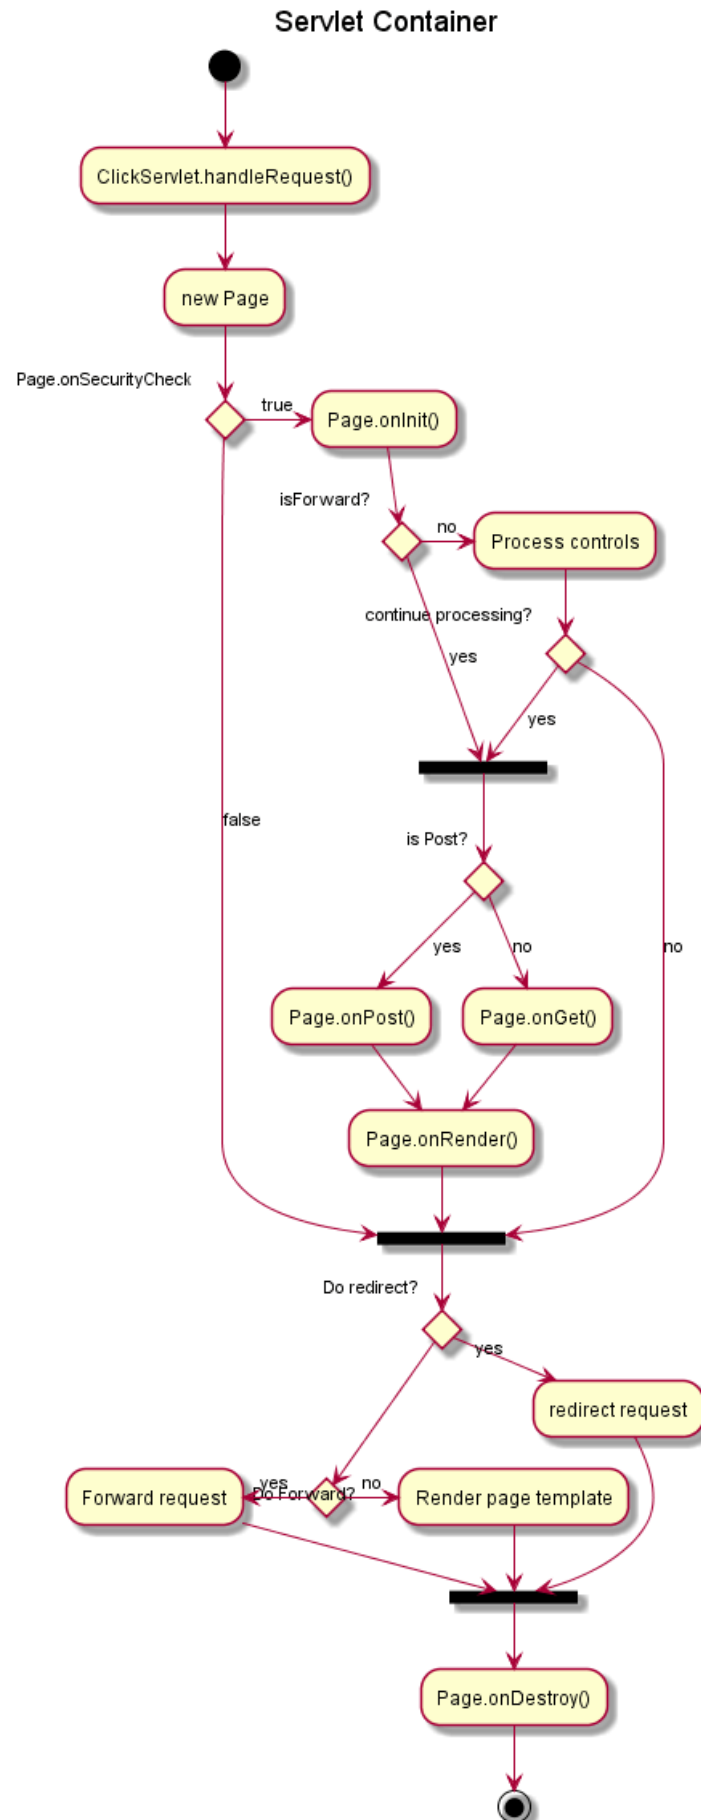 Servlet Container
ClickServlet.handleRequest()
new Page
Page.onSecurityCheck
true
Page.onInit()
isForward?
no
Process controls
continue processing?
yes
yes
false
is Post?
yes
no
no
Page.onPost()
Page.onGet()
Page.onRender()
Do redirect?
yes
redirect request
Forward request
yes
Do Forward?
no
Render page template
Page.onDestroy()